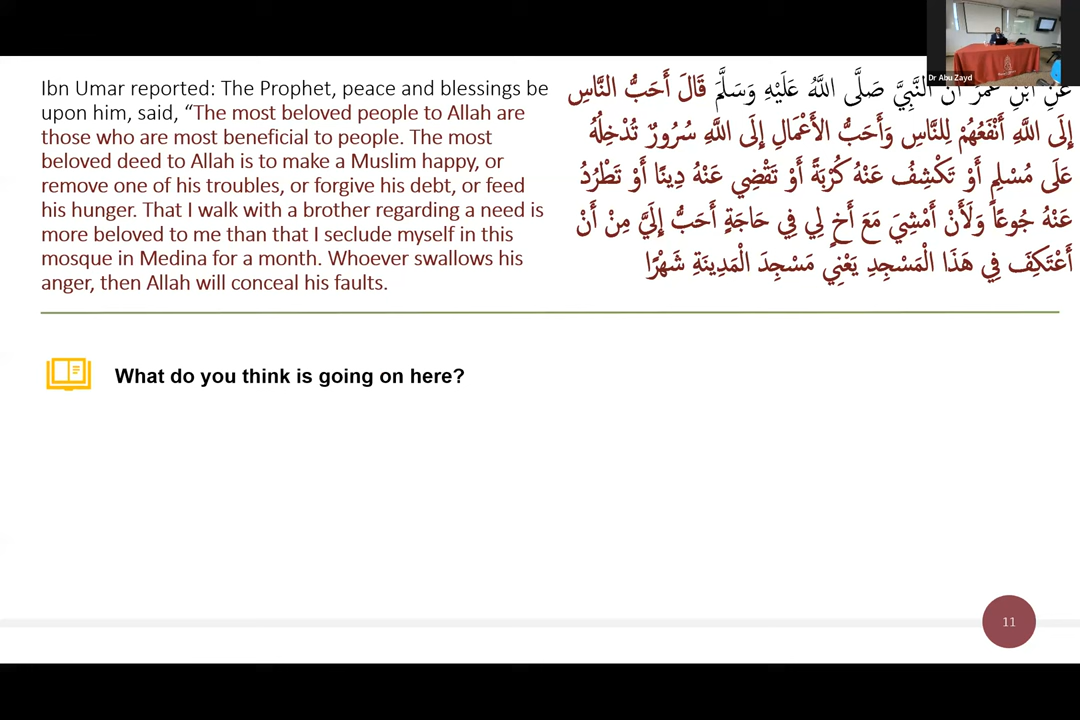 Dr Abu Zayd
Ibn Umar reported: The Prophet, peace and blessings be
upon him, said, “The most beloved people to Allah are
those who are most beneficial to people. The most
beloved deed to Allah is to make a Muslim happy, or
remove one of his troubles, or forgive his debt, or feed
his hunger. That I walk with a brother regarding a need is
more beloved to me than that I seclude myself in this
mosque in Medina for a month. Whoever swallows his
anger, then Allah will conceal his faults.
عَنِ ابْنِ عُمَرَ أَنَّ النَّبِيَّ صَلَّى اللَّهُ عَلَيْهِ وَسَلَّمَ قَالَ أَحَبُّ النَّاسِ
إِلَى اللَّهِ أَنْفَعُهُمْ لِلنَّاسِ وَأَحَبُّ الأَعْمَالِ إِلَى اللَّهِ سُرُورٌ تُدْخِلُهُ
عَلَى مُسْلِمٍ أَوْ تَكْشِفُ عَنْهُ كُرْبَةً أَوْ تَقْضِي عَنْهُ دِينًا أَوْ تَطْرُدُ
عَنْهُ جُوعًا وَلَأَنْ أَمْشِيَ مَعَ أَخٍ لِي فِي حَاجَةٍ أَحَبُّ إِلَيَّ مِنْ أَنْ
أَعْتَكِفَ فِي هَذَا الْمَسْجِدِ يَعْنِي مَسْجِدَ الْمَدِينَةِ شَهْرًا
What do you think is going on here?
11